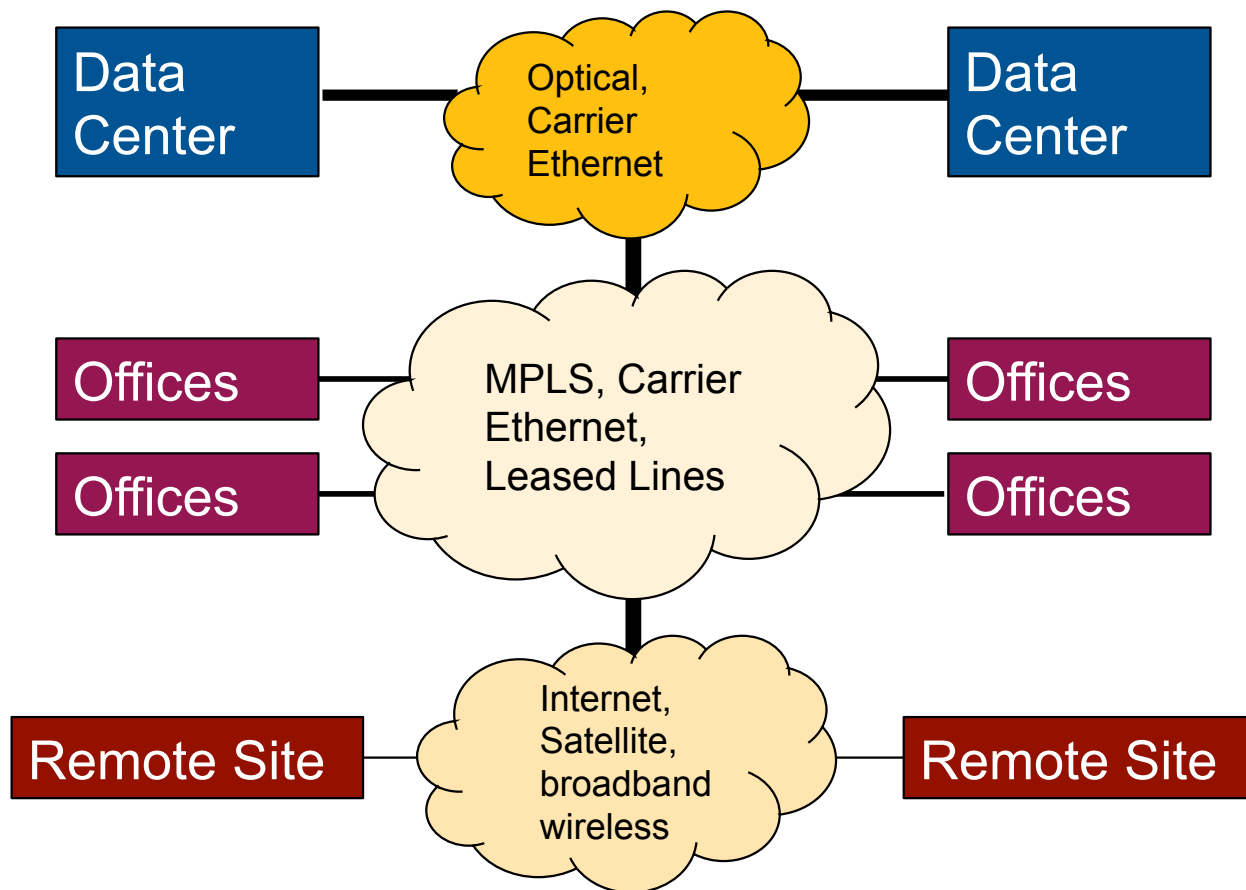 Data
Center
Optical,
Carrier
Ethernet
Data
Center
Offices
MPLS, Carrier
Ethernet,
Leased Lines
Offices
Offices
Offices
Remote Site
Internet,
Satellite,
broadband
wireless
Remote Site